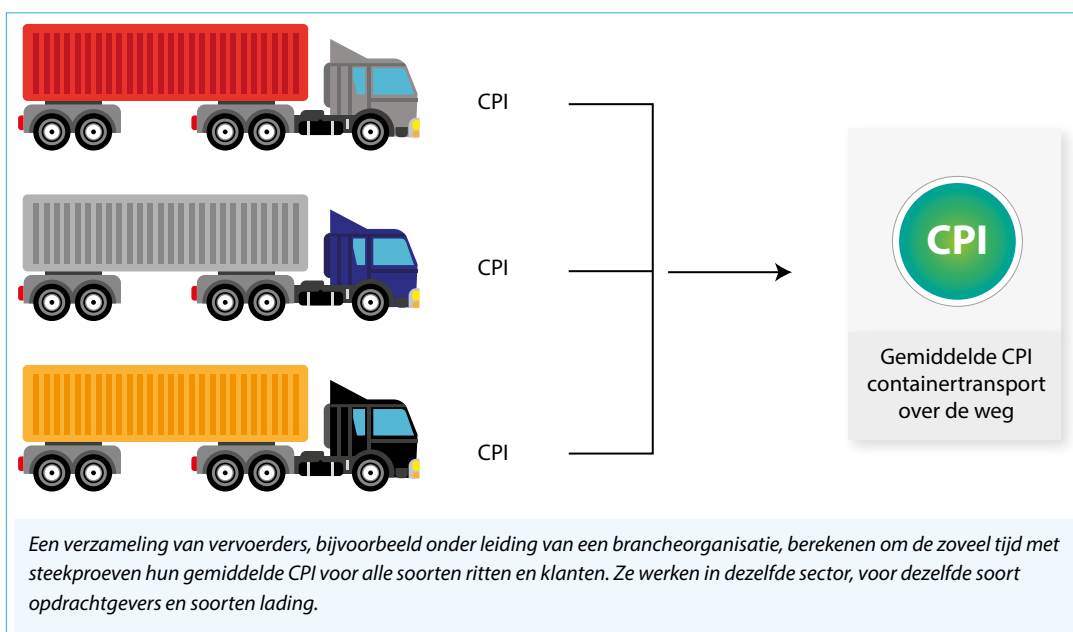 CPI
CPI
CPI
CPI
Gemiddelde CPI
containertransport
over de weg
Een verzameling van vervoerders, bijvoorbeeld onder leiding van een brancheorganisatie, berekenen om de zoveel tijd met
steekproeven hun gemiddelde CPI voor alle soorten ritten en klanten. Ze werken in dezelfde sector, voor dezelfde soort
opdrachtgevers en soorten lading.